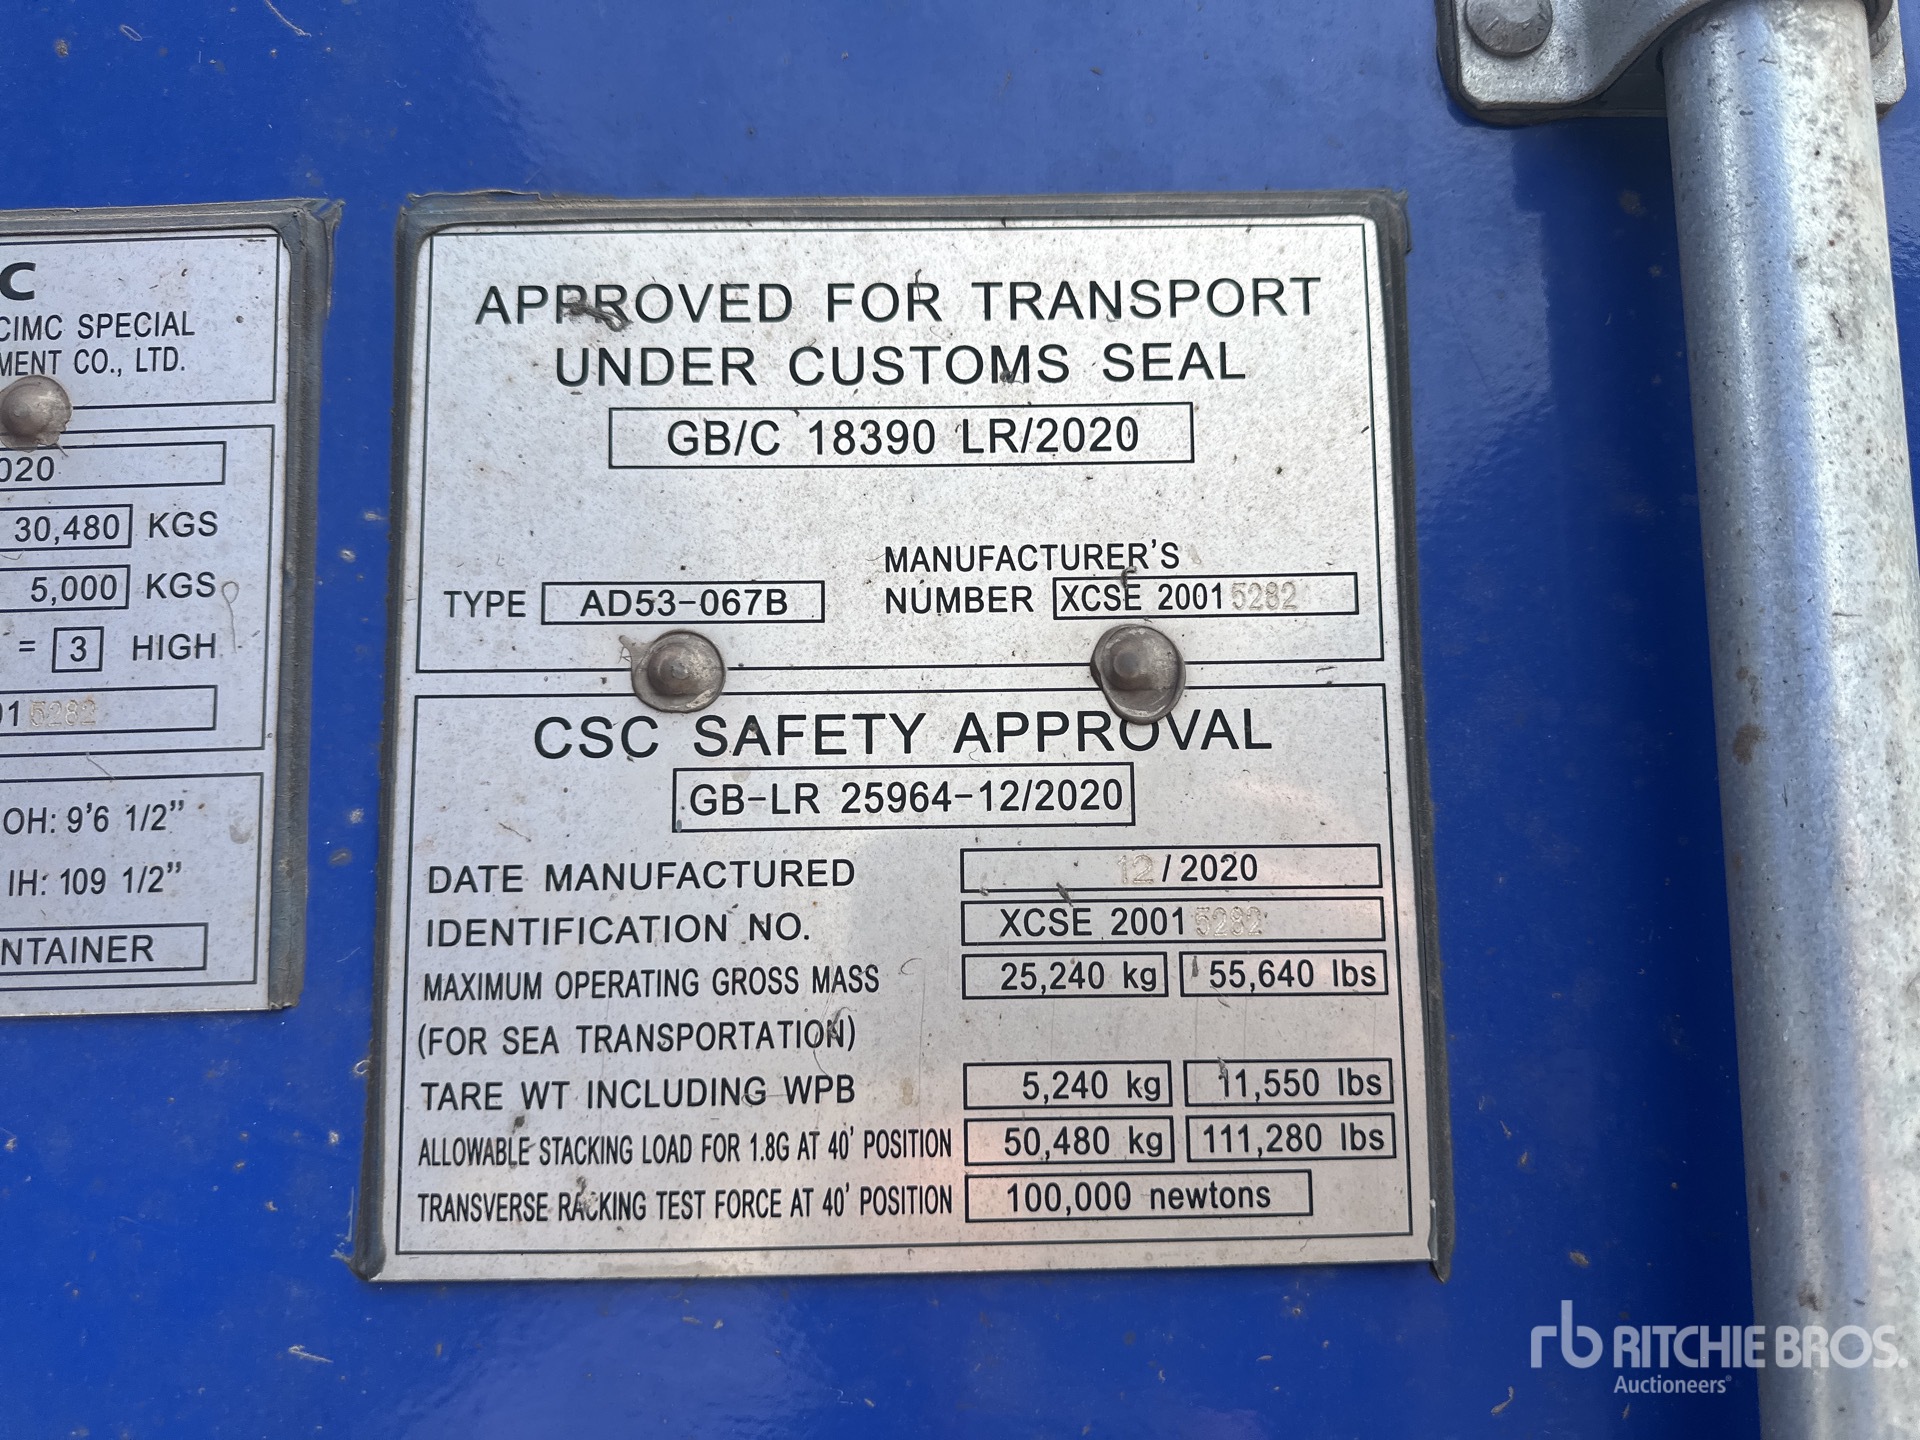 C
CIMC SPECIAL
MENT CO., LTD.
020
30,480 KGS
5,000 KGS
= 3 HIGH
01 5282
OH: 9'6 1/2"
IH: 109 1/2"
NTAINER
APPROVED FOR TRANSPORT
UNDER CUSTOMS SEAL
GB/C 18390 LR/2020
TYPE AD53-067B
MANUFACTURER'S
NUMBER XCSE 2001 5282
CSC SAFETY APPROVAL
GB-LR 25964-12/2020
DATE MANUFACTURED 12 / 2020
IDENTIFICATION NO. XCSE 2001 5282
MAXIMUM OPERATING GROSS MASS 25,240 kg 55,640 lbs
(FOR SEA TRANSPORTATION)
TARE WT INCLUDING WPB 5,240 kg 11,550 lbs
ALLOWABLE STACKING LOAD FOR 1.8G AT 40' POSITION 50,480 kg 111,280 lbs
TRANSVERSE RACKING TEST FORCE AT 40' POSITION 100,000 newtons
rb RITCHIE BROS.
Auctioneers